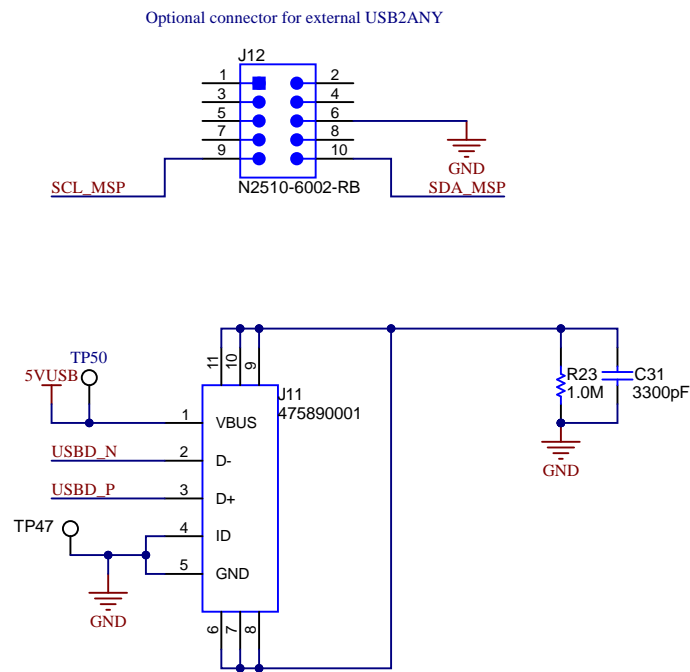 Optional connector for external USB2ANY
J12
1 2
3 4
5 6
7 8
9 10
GND
SCL_MSP
N2510-6002-RB
SDA_MSP
TP50
5VUSB
11 10 9
J11
475890001
R23
1.0M
C31
3300pF
1 VBUS
GND
USBD_N
2 D-
USBD_P
3 D+
TP47
4 ID
5 GND
GND
6 7 8